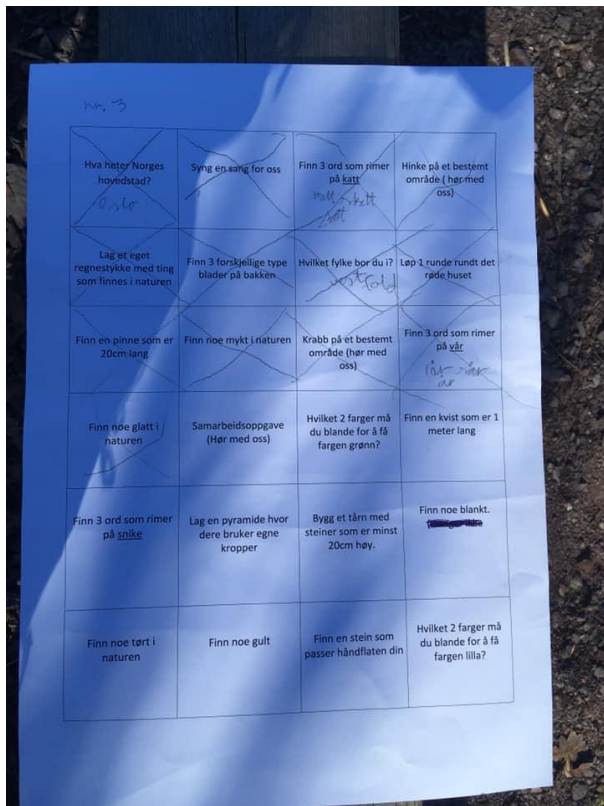 nr. 3
Hva heter Norges
hovedstad?
Oslo
Syng en sang for oss
Finn 3 ord som rimer
på katt
natt skatt
Hinke på et bestemt
område ( hør med
oss)
Lag et eget
regnestykke med ting
som finnes i naturen
Finn 3 forskjellige type
blader på bakken
Hvilket fylke bor du i?
vestfold
Løp 1 runde rundt det
røde huset
Finn en pinne som er
20cm lang
Finn noe mykt i naturen
Krabb på et bestemt
område (hør med
oss)
Finn 3 ord som rimer
på vår
lår sår
år
Finn noe glatt i
naturen
Samarbeidsoppgave
(Hør med oss)
Hvilket 2 farger må
du blande for å få
fargen grønn?
Finn en kvist som er 1
meter lang
Finn 3 ord som rimer
på snike
Lag en pyramide hvor
dere bruker egne
kropper
Bygg et tårn med
steiner som er minst
20cm høy.
Finn noe blankt.
Finn noe tørt i
naturen
Finn noe gult
Finn en stein som
passer håndflaten din
Hvilket 2 farger må
du blande for å få
fargen lilla?